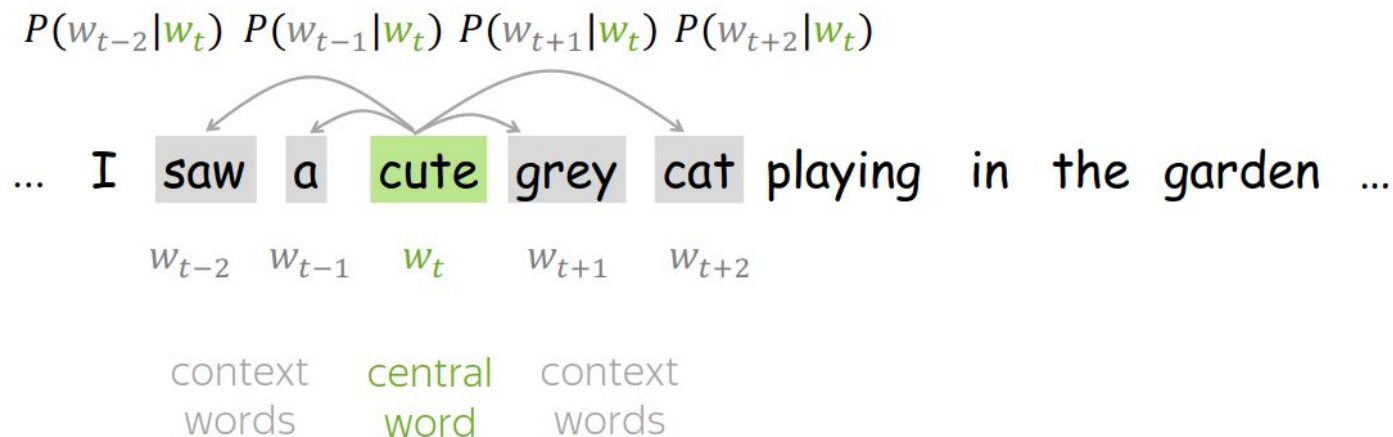 P(w_{t-2}|w_t) P(w_{t-1}|w_t) P(w_{t+1}|w_t) P(w_{t+2}|w_t)
... I saw a cute grey cat playing in the garden ...
w_{t-2} w_{t-1} w_t w_{t+1} w_{t+2}
context central context
words word words